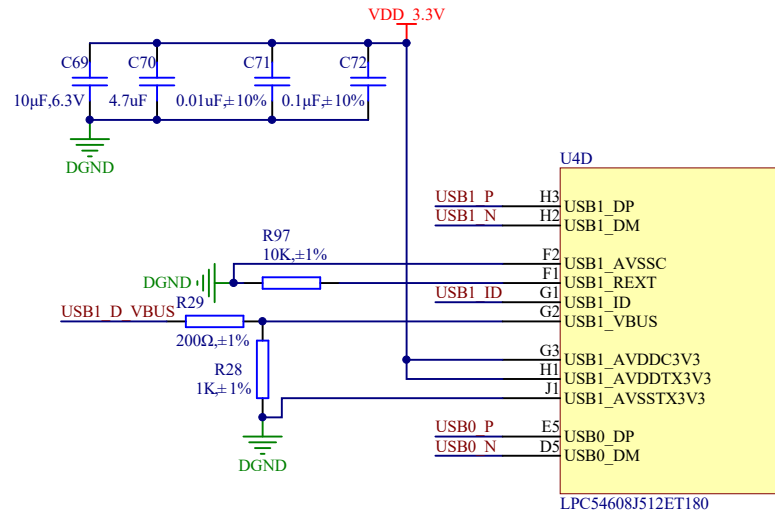 VDD_3.3V
C69
C70
C71
C72
10μF,6.3V
4.7uF
0.01uF,±10%
0.1μF,±10%
DGND
U4D
USB1_P
H3
USB1_DP
USB1_N
H2
USB1_DM
R97
10K,±1%
F2
USB1_AVSSC
DGND
F1
USB1_REXT
USB1_ID
G1
USB1_ID
USB1_D_VBUS
R29
G2
USB1_VBUS
200Ω,±1%
R28
1K,±1%
G3
USB1_AVDDC3V3
H1
USB1_AVDDTX3V3
J1
USB1_AVSSTX3V3
DGND
USB0_P
E5
USB0_DP
USB0_N
D5
USB0_DM
LPC54608J512ET180